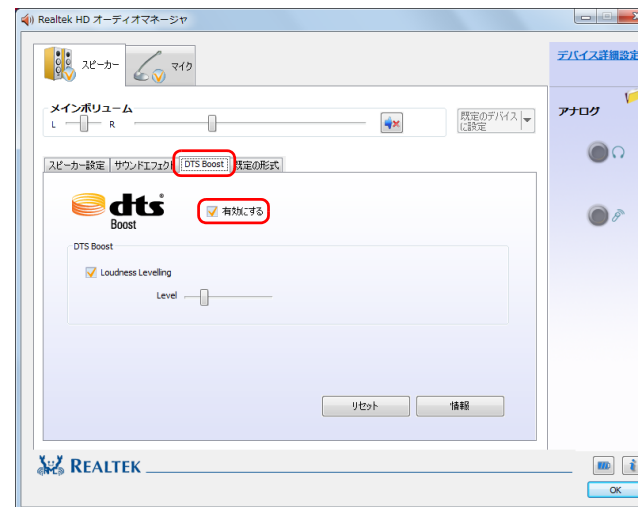 Realtek HD オーディオマネージャ
スピーカー
マイク
デバイス詳細設定
メインボリューム
L
R
既定のデバイス
に設定
アナログ
スピーカー設定
サウンドエフェクト
DTS Boost
既定の形式
dts
Boost
有効にする
DTS Boost
Loudness Levelling
Level
リセット
情報
REALTEK
OK